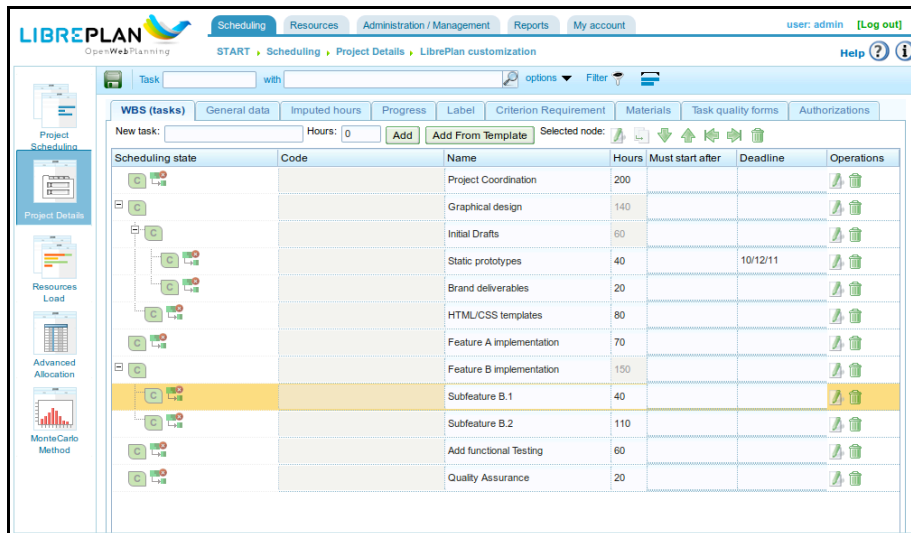 LIBREPLAN
OpenWebPlanning
Scheduling Resources Administration / Management Reports My account
user: admin [Log out]
START Scheduling Project Details LibrePlan customization
Help ? i
Task with options Filter
Project Scheduling
Project Details
Resources Load
Advanced Allocation
MonteCarlo Method
WBS (tasks) General data Imputed hours Progress Label Criterion Requirement Materials Task quality forms Authorizations
New task: Hours: 0 Add Add From Template Selected node:
Scheduling state Code Name Hours Must start after Deadline Operations
C Project Coordination 200
C Graphical design 140
C Initial Drafts 60
C Static prototypes 40 10/12/11
C Brand deliverables 20
C HTML/CSS templates 80
C Feature A implementation 70
C Feature B implementation 150
C Subfeature B.1 40
C Subfeature B.2 110
C Add functional Testing 60
C Quality Assurance 20